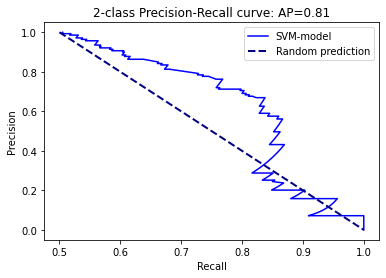 2-class Precision-Recall curve: AP=0.81
SVM-model
Random prediction
Precision
1.0
0.8
0.6
0.4
0.2
0.0
0.5
0.6
0.7
0.8
0.9
1.0
Recall